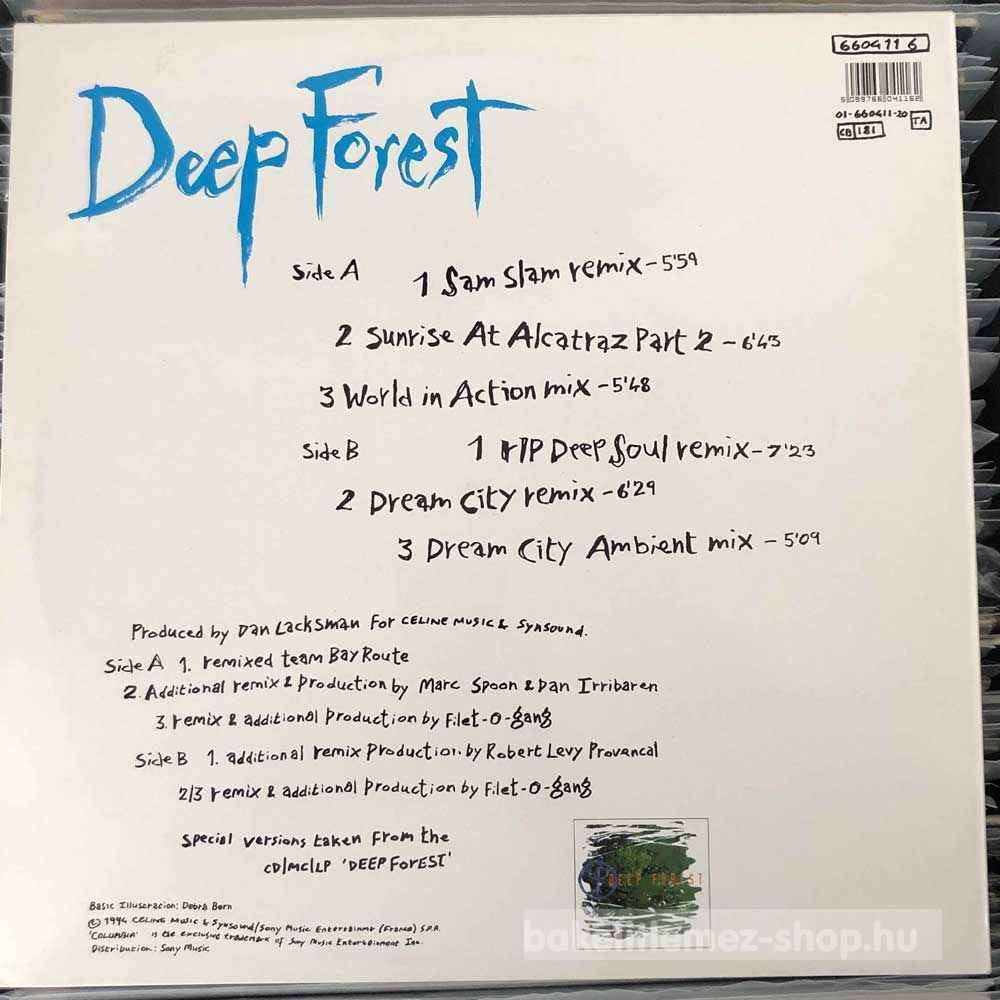 660411 6
5099766041162
01-660411-20
CB 181
TA
Deep Forest
Side A
1 Sam Slam remix - 5'59
2 Sunrise At Alcatraz Part 2 - 6'43
3 World in Action mix - 5'48
Side B
1 rIP Deep Soul remix - 7'23
2 Dream City remix - 6'29
3 Dream City Ambient mix - 5'09
Produced by Dan Lacksman For CELINE MUSIC & SYNSOUND.
Side A 1. remixed team Bay Route
2. Additional remix & Production by Marc Spoon & Dan Irribaren
3. remix & additional Production by Filet-O-gang
Side B 1. additional remix Production by Robert Levy Provancal
2/3 remix & additional Production by Filet-O-gang
Special versions taken from the
CD/MC/LP 'DEEP FOREST'
DEEP FOREST
Basic Illustration: Debra Born
℗ 1994 CELINE MUSIC & Synsound/Sony Music Entertainment (France) S.P.A.
'COLUMBIA' is the exclusive trademark of Sony Music Entertainment Inc.
Distribution: Sony Music
bakelitlemez-shop.hu